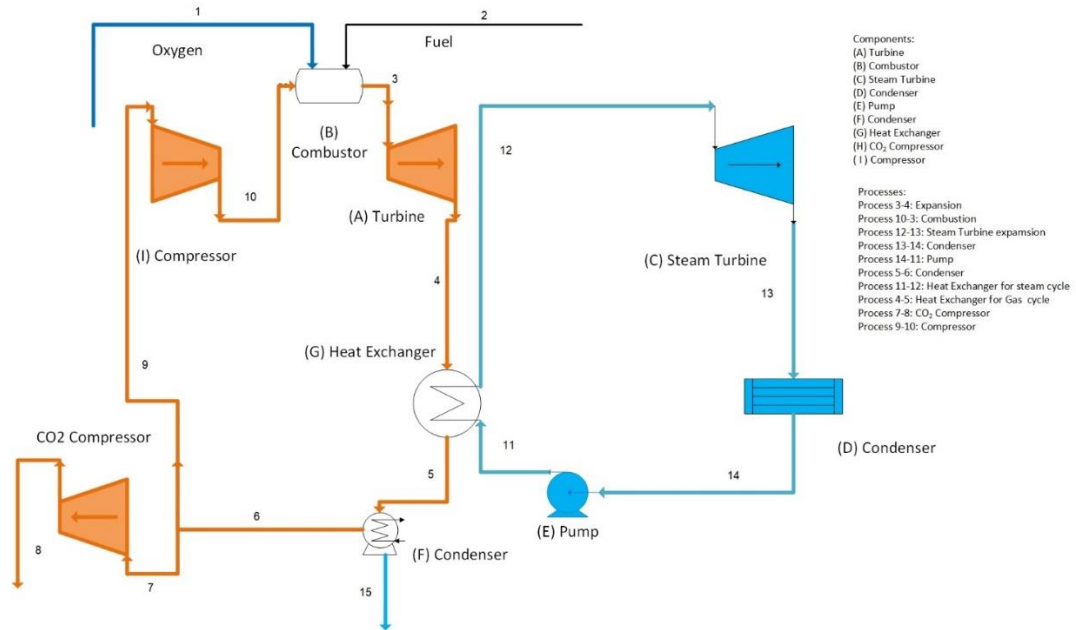 1
2
Oxygen
Fuel
3
(B)
Combustor
12
10
(A) Turbine
(I) Compressor
(C) Steam Turbine
4
13
(G) Heat Exchanger
9
CO2 Compressor
11
(D) Condenser
5
14
6
(E) Pump
8
(F) Condenser
7
15
Components:
(A) Turbine
(B) Combustor
(C) Steam Turbine
(D) Condenser
(E) Pump
(F) Condenser
(G) Heat Exchanger
(H) CO₂ Compressor
( I ) Compressor
Processes:
Process 3-4: Expansion
Process 10-3: Combustion
Process 12-13: Steam Turbine expamsion
Process 13-14: Condenser
Process 14-11: Pump
Process 5-6: Condenser
Process 11-12: Heat Exchanger for steam cycle
Process 4-5: Heat Exchanger for Gas cycle
Process 7-8: CO₂ Compressor
Process 9-10: Compressor